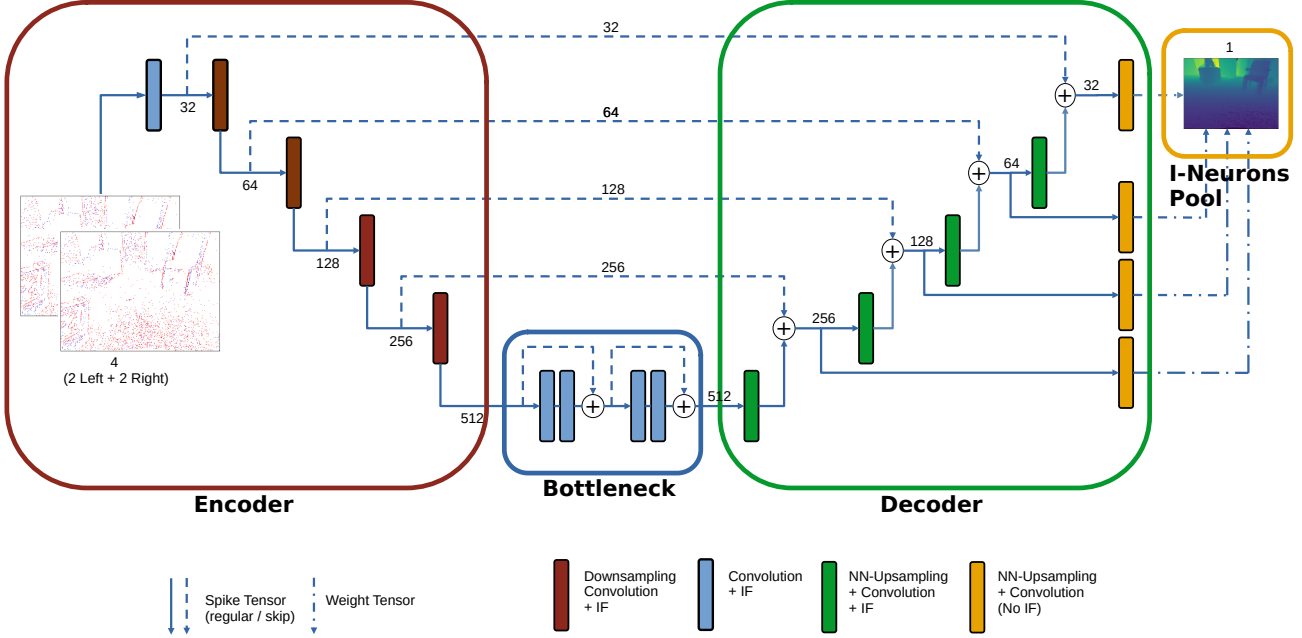 32
1
32
32
64
64
I-Neurons
Pool
64
128
128
128
256
256
256
4
(2 Left + 2 Right)
512
512
Bottleneck
Encoder
Decoder
Spike Tensor
(regular / skip)
Weight Tensor
Downsampling
Convolution
+ IF
Convolution
+ IF
NN-Upsampling
+ Convolution
+ IF
NN-Upsampling
+ Convolution
(No IF)